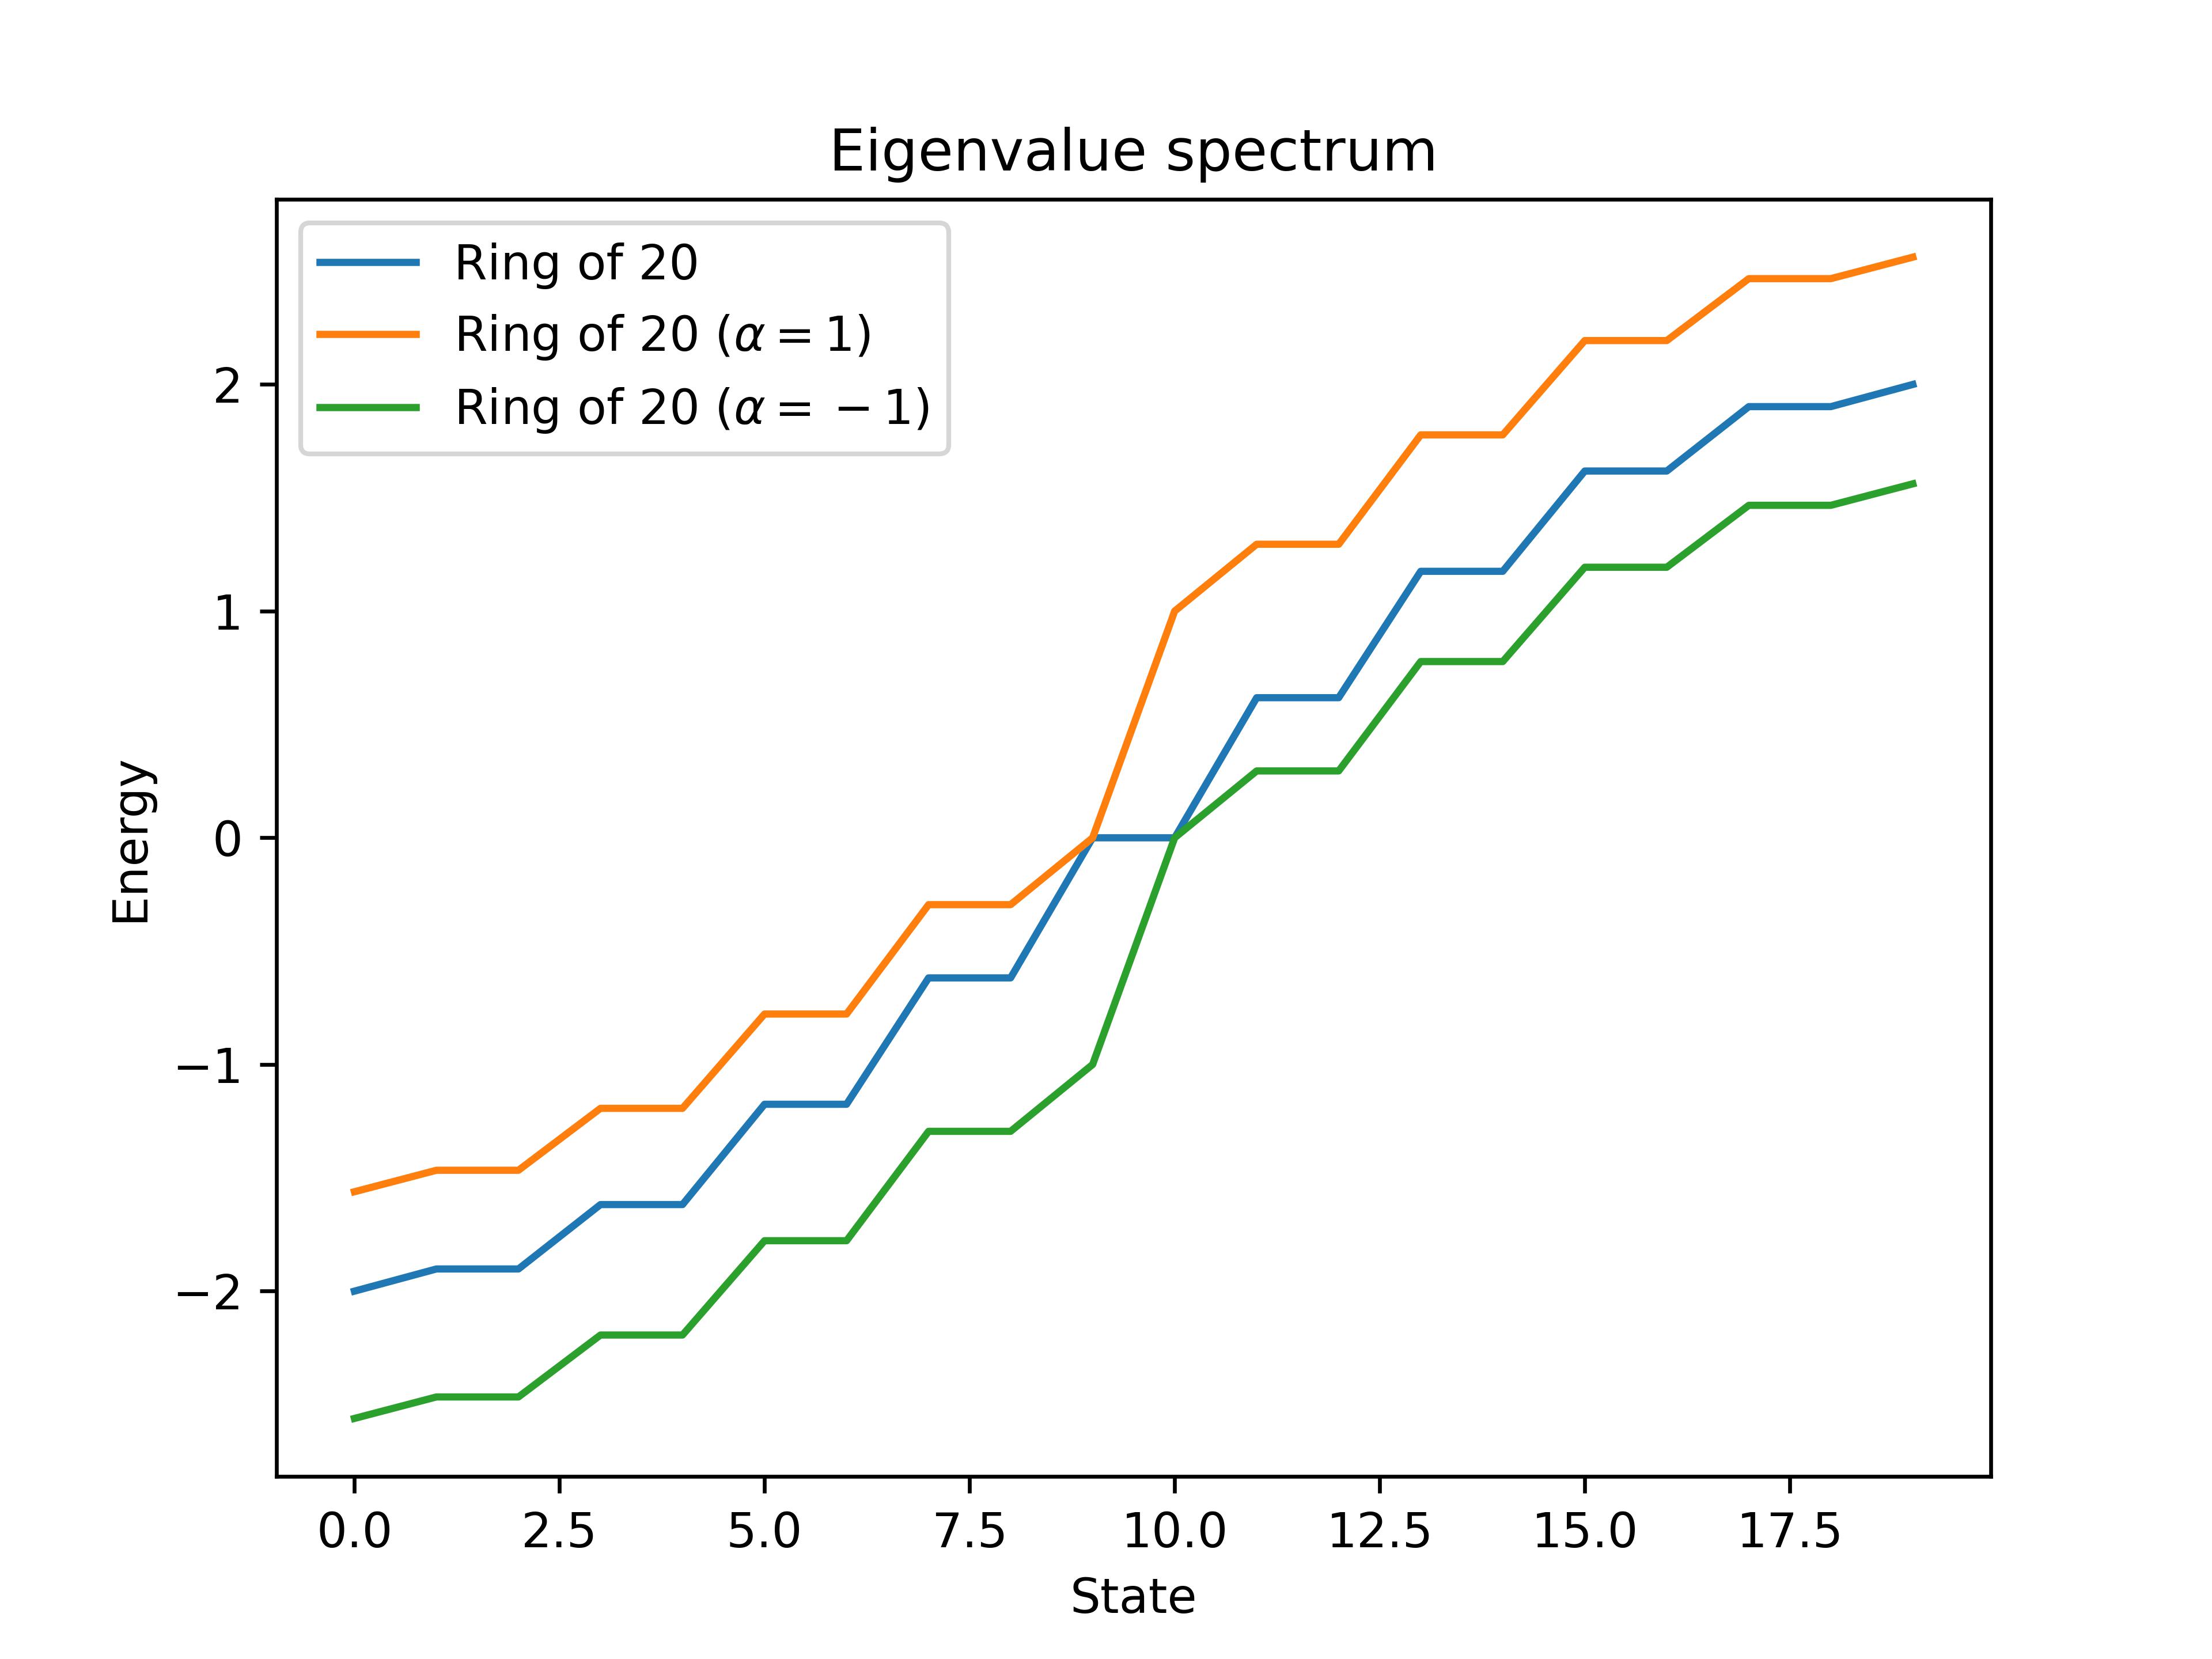 Eigenvalue spectrum
Ring of 20
Ring of 20 (α = 1)
Ring of 20 (α = −1)
2
1
0
−1
−2
Energy
0.0 2.5 5.0 7.5 10.0 12.5 15.0 17.5
State